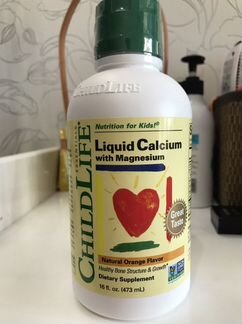 CHILDLIFE
Nutrition for Kids!®
CHILDLIFE
Liquid Calcium
with Magnesium
Great
Taste
Natural Orange Flavor
Healthy Bone Structure & Growth
Dietary Supplement
16 fl. oz. (473 mL)